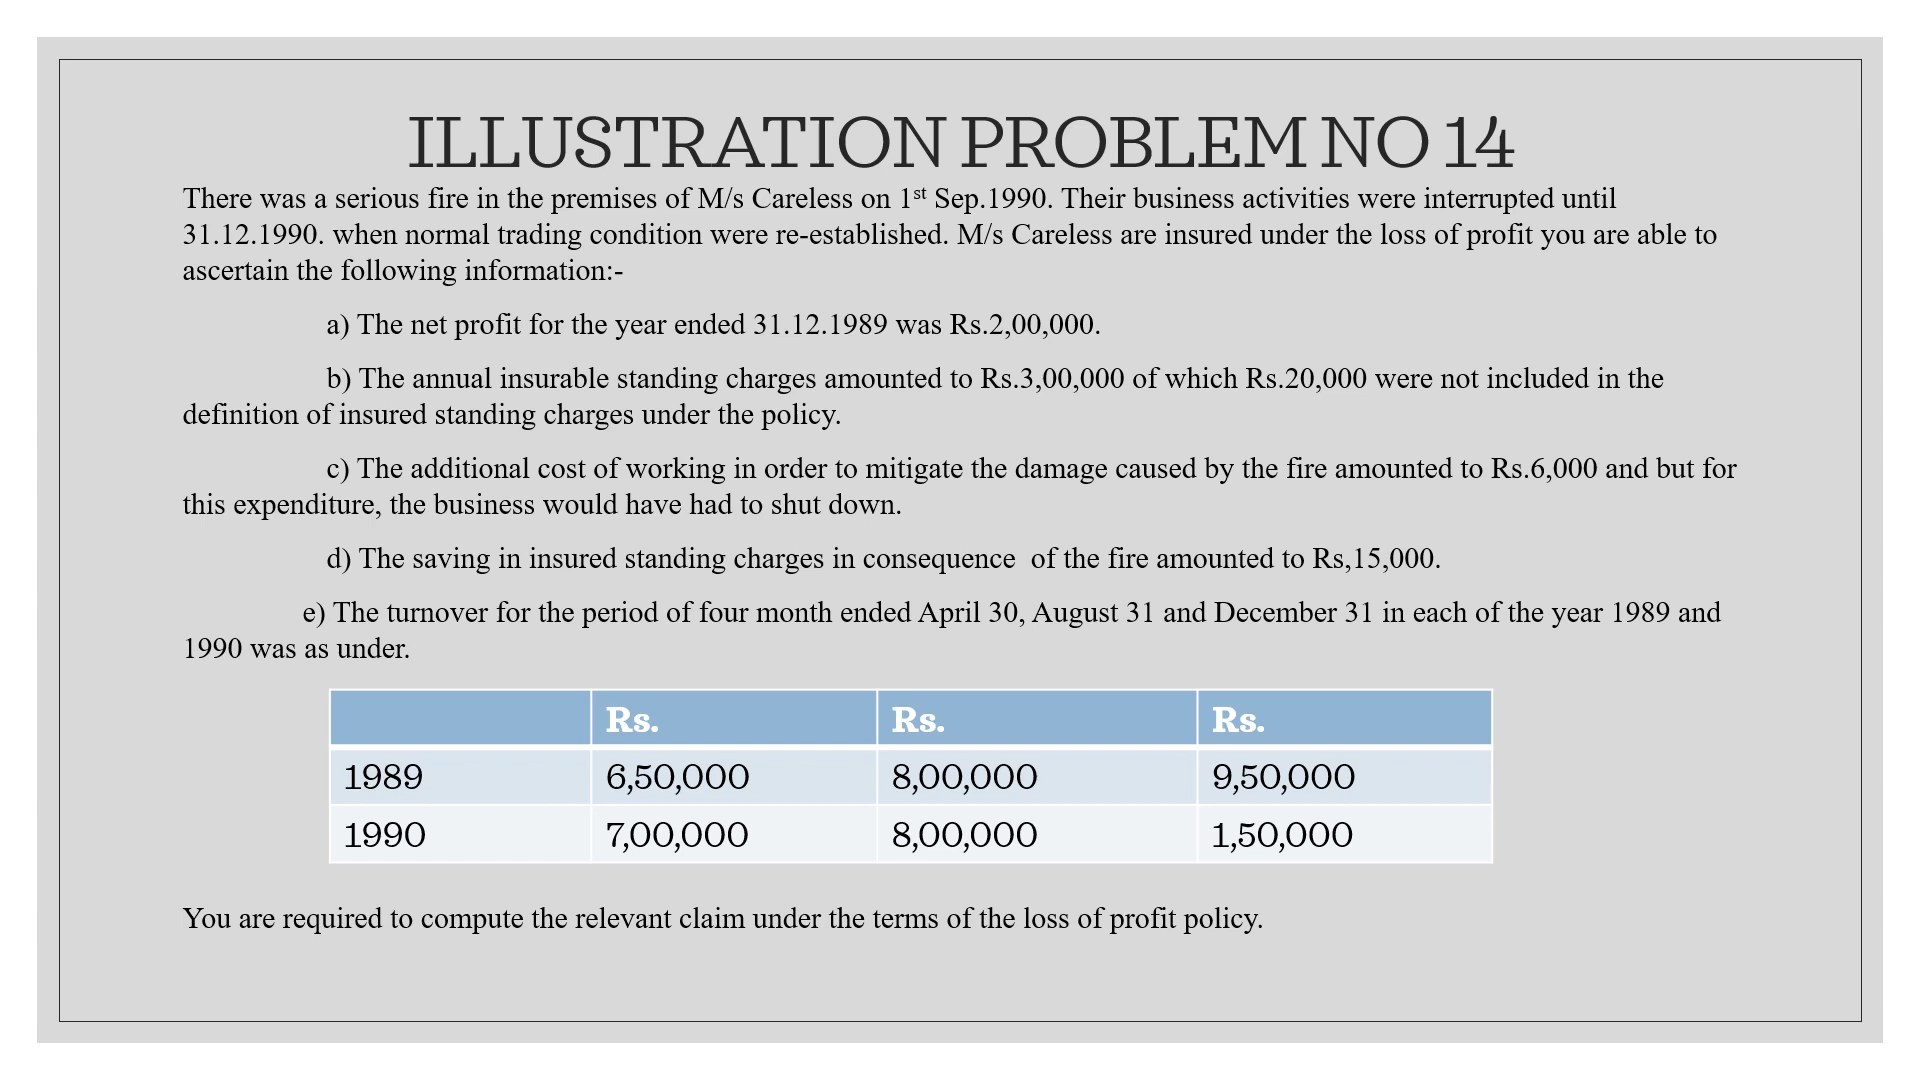 ILLUSTRATION PROBLEM NO 14
There was a serious fire in the premises of M/s Careless on 1st Sep.1990. Their business activities were interrupted until
31.12.1990. when normal trading condition were re-established. M/s Careless are insured under the loss of profit you are able to
ascertain the following information:-
a) The net profit for the year ended 31.12.1989 was Rs.2,00,000.
b) The annual insurable standing charges amounted to Rs.3,00,000 of which Rs.20,000 were not included in the
definition of insured standing charges under the policy.
c) The additional cost of working in order to mitigate the damage caused by the fire amounted to Rs.6,000 and but for
this expenditure, the business would have had to shut down.
d) The saving in insured standing charges in consequence  of the fire amounted to Rs,15,000.
e) The turnover for the period of four month ended April 30, August 31 and December 31 in each of the year 1989 and
1990 was as under.
Rs. Rs. Rs.
1989 6,50,000 8,00,000 9,50,000
1990 7,00,000 8,00,000 1,50,000
You are required to compute the relevant claim under the terms of the loss of profit policy.